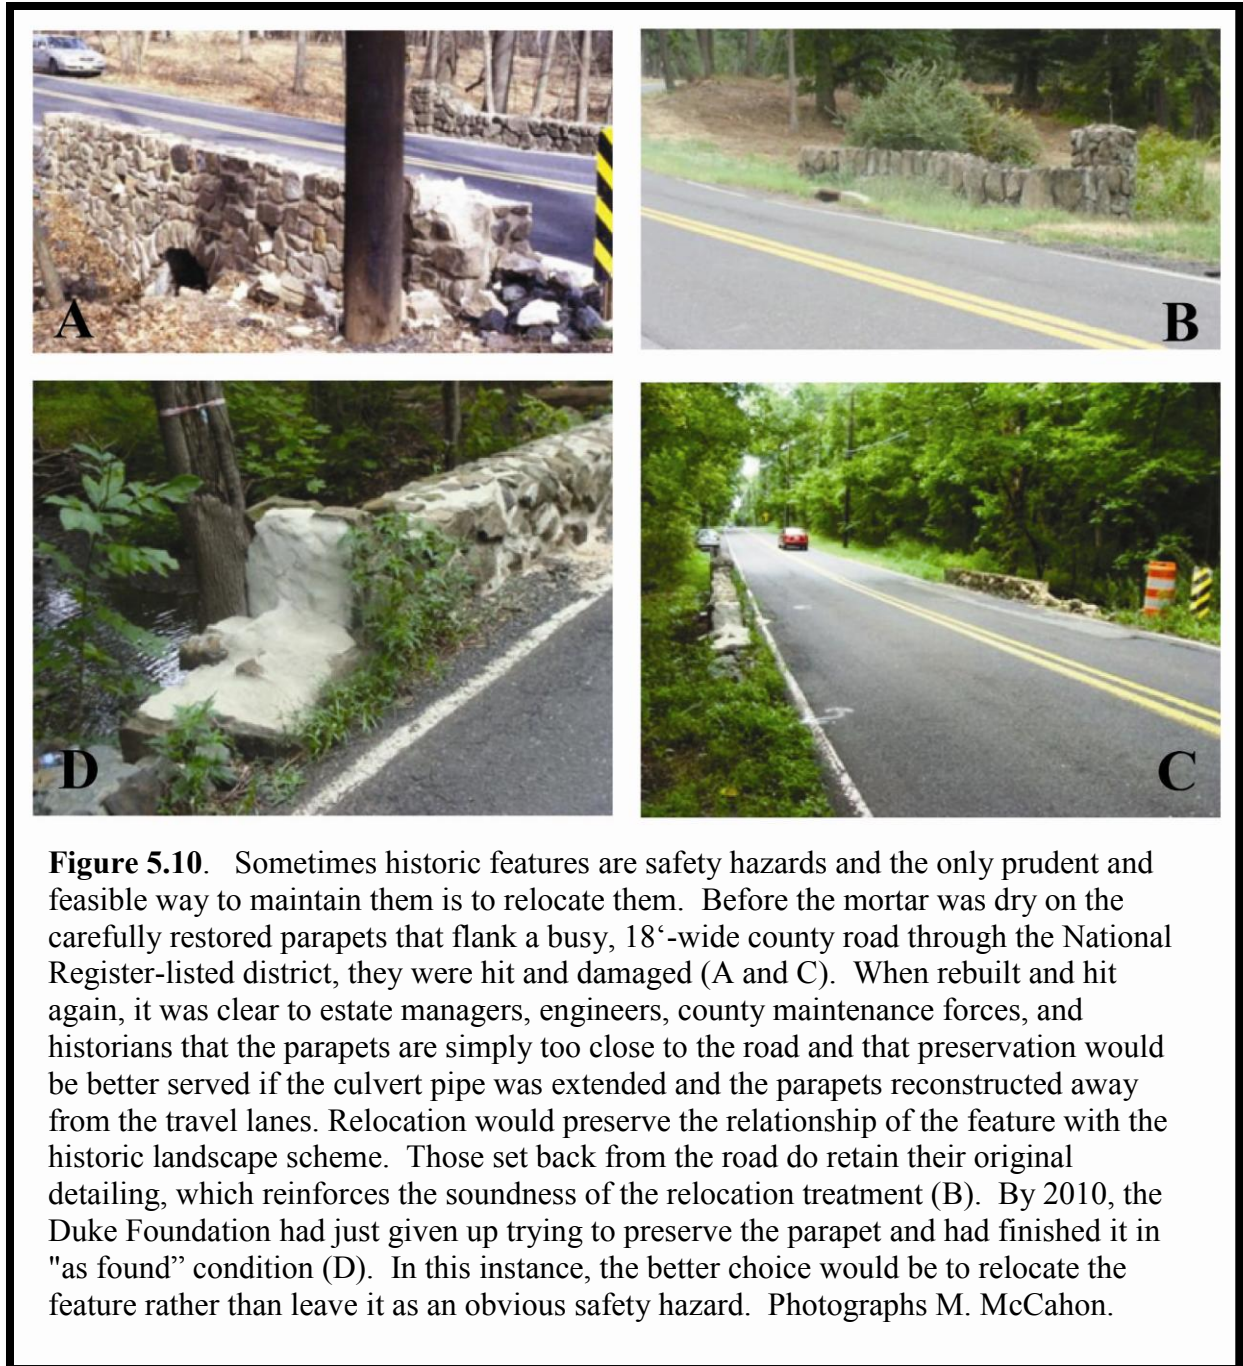 A
B
D
C
Figure 5.10. Sometimes historic features are safety hazards and the only prudent and
feasible way to maintain them is to relocate them. Before the mortar was dry on the
carefully restored parapets that flank a busy, 18‘-wide county road through the National
Register-listed district, they were hit and damaged (A and C). When rebuilt and hit
again, it was clear to estate managers, engineers, county maintenance forces, and
historians that the parapets are simply too close to the road and that preservation would
be better served if the culvert pipe was extended and the parapets reconstructed away
from the travel lanes. Relocation would preserve the relationship of the feature with the
historic landscape scheme. Those set back from the road do retain their original
detailing, which reinforces the soundness of the relocation treatment (B). By 2010, the
Duke Foundation had just given up trying to preserve the parapet and had finished it in
"as found” condition (D). In this instance, the better choice would be to relocate the
feature rather than leave it as an obvious safety hazard. Photographs M. McCahon.